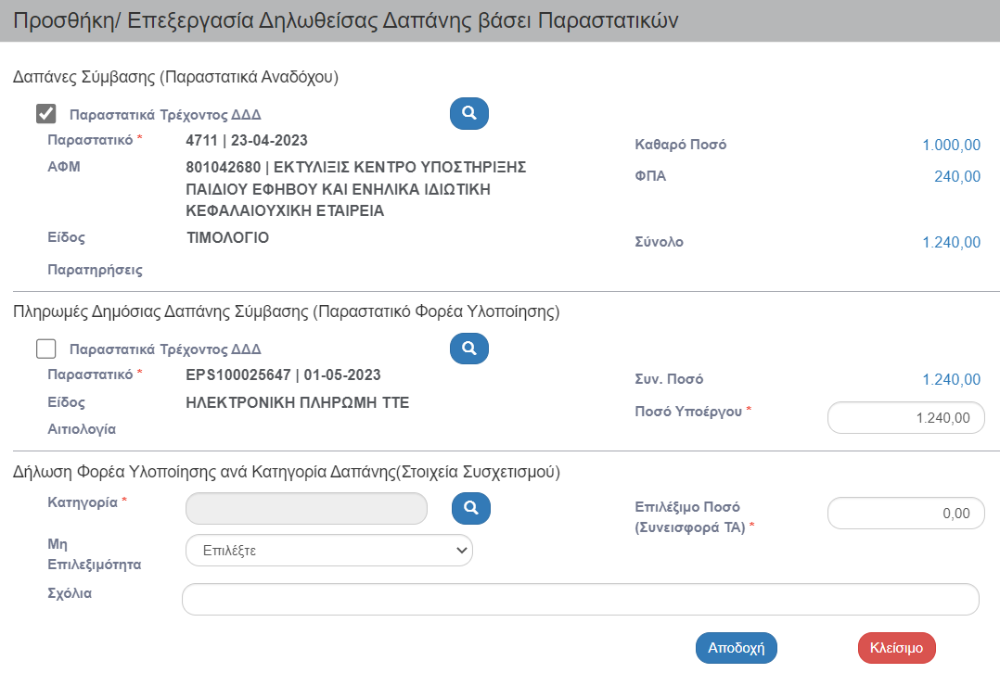 Προσθήκη/ Επεξεργασία Δηλωθείσας Δαπάνης βάσει Παραστατικών
Δαπάνες Σύμβασης (Παραστατικά Αναδόχου)
Παραστατικά Τρέχοντος ΔΔΔ
Παραστατικό * 4711 | 23-04-2023
Καθαρό Ποσό 1.000,00
ΑΦΜ 801042680 | ΕΚΤΥΛΙΞΙΣ ΚΕΝΤΡΟ ΥΠΟΣΤΗΡΙΞΗΣ
ΠΑΙΔΙΟΥ ΕΦΗΒΟΥ ΚΑΙ ΕΝΗΛΙΚΑ ΙΔΙΩΤΙΚΗ
ΚΕΦΑΛΑΙΟΥΧΙΚΗ ΕΤΑΙΡΕΙΑ
ΦΠΑ 240,00
Είδος ΤΙΜΟΛΟΓΙΟ
Σύνολο 1.240,00
Παρατηρήσεις
Πληρωμές Δημόσιας Δαπάνης Σύμβασης (Παραστατικό Φορέα Υλοποίησης)
Παραστατικά Τρέχοντος ΔΔΔ
Παραστατικό * EPS100025647 | 01-05-2023
Συν. Ποσό 1.240,00
Είδος ΗΛΕΚΤΡΟΝΙΚΗ ΠΛΗΡΩΜΗ ΤΤΕ
Ποσό Υποέργου * 1.240,00
Αιτιολογία
Δήλωση Φορέα Υλοποίησης ανά Κατηγορία Δαπάνης(Στοιχεία Συσχετισμού)
Κατηγορία *
Επιλέξιμο Ποσό
(Συνεισφορά ΤΑ) * 0,00
Μη
Επιλεξιμότητα Επιλέξτε
Σχόλια
Αποδοχή Κλείσιμο